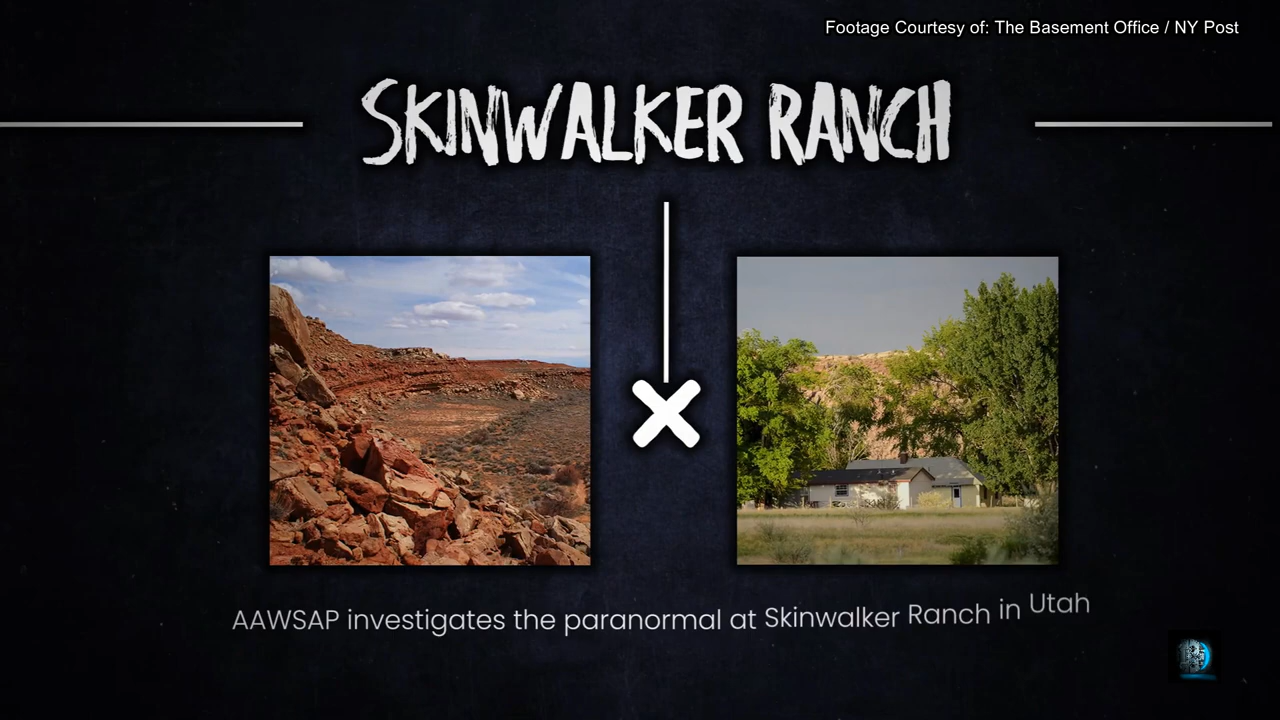 Footage Courtesy of: The Basement Office / NY Post
SKINWALKER RANCH
AAWSAP investigates the paranormal at Skinwalker Ranch in Utah